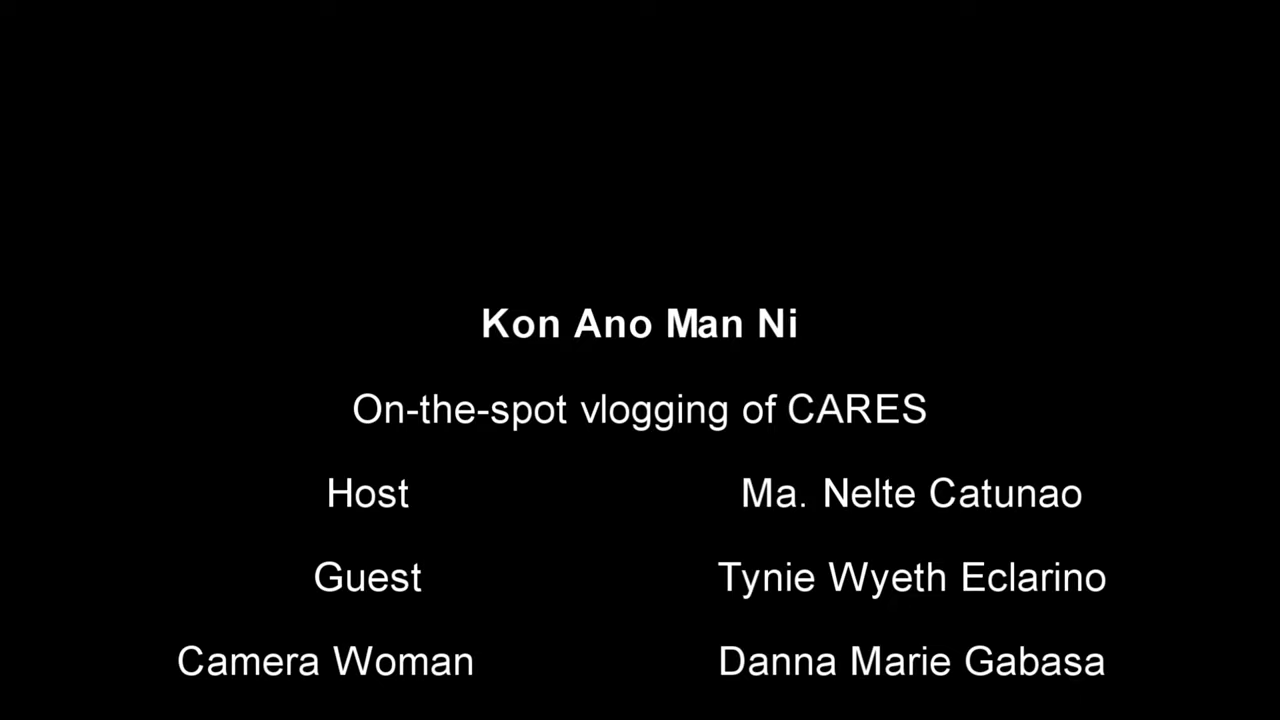 Kon Ano Man Ni
On-the-spot vlogging of CARES
Host Ma. Nelte Catunao
Guest Tynie Wyeth Eclarino
Camera Woman Danna Marie Gabasa